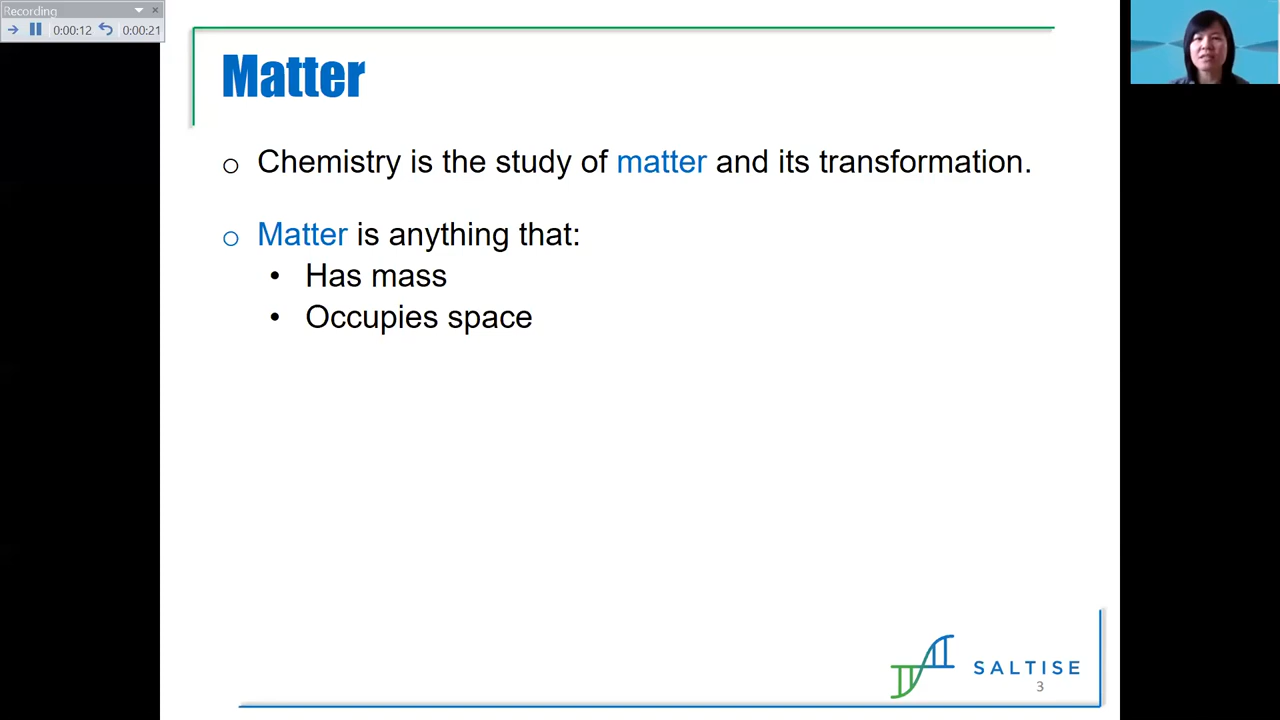 Recording
0:00:12 0:00:21
Matter
o Chemistry is the study of matter and its transformation.
o Matter is anything that:
• Has mass
• Occupies space
SALTISE
3